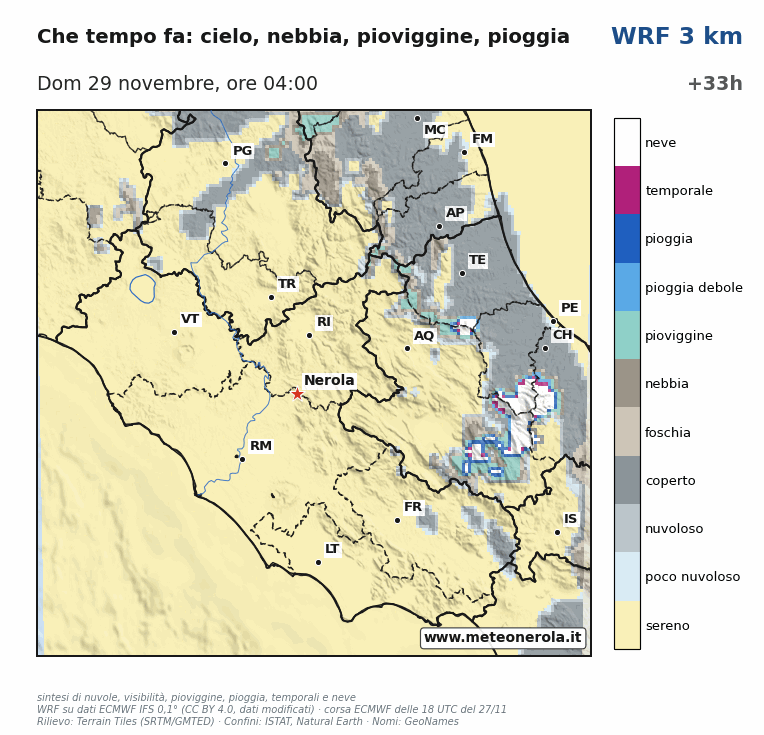 Che tempo fa: cielo, nebbia, pioviggine, pioggia
WRF 3 km
Dom 29 novembre, ore 04:00
+33h
MC
FM
PG
AP
TE
TR
PE
VT
RI
AQ
CH
Nerola
RM
FR
IS
LT
www.meteonerola.it
neve
temporale
pioggia
pioggia debole
pioviggine
nebbia
foschia
coperto
nuvoloso
poco nuvoloso
sereno
sintesi di nuvole, visibilità, pioviggine, pioggia, temporali e neve
WRF su dati ECMWF IFS 0,1° (CC BY 4.0, dati modificati) · corsa ECMWF delle 18 UTC del 27/11
Rilievo: Terrain Tiles (SRTM/GMTED) · Confini: ISTAT, Natural Earth · Nomi: GeoNames